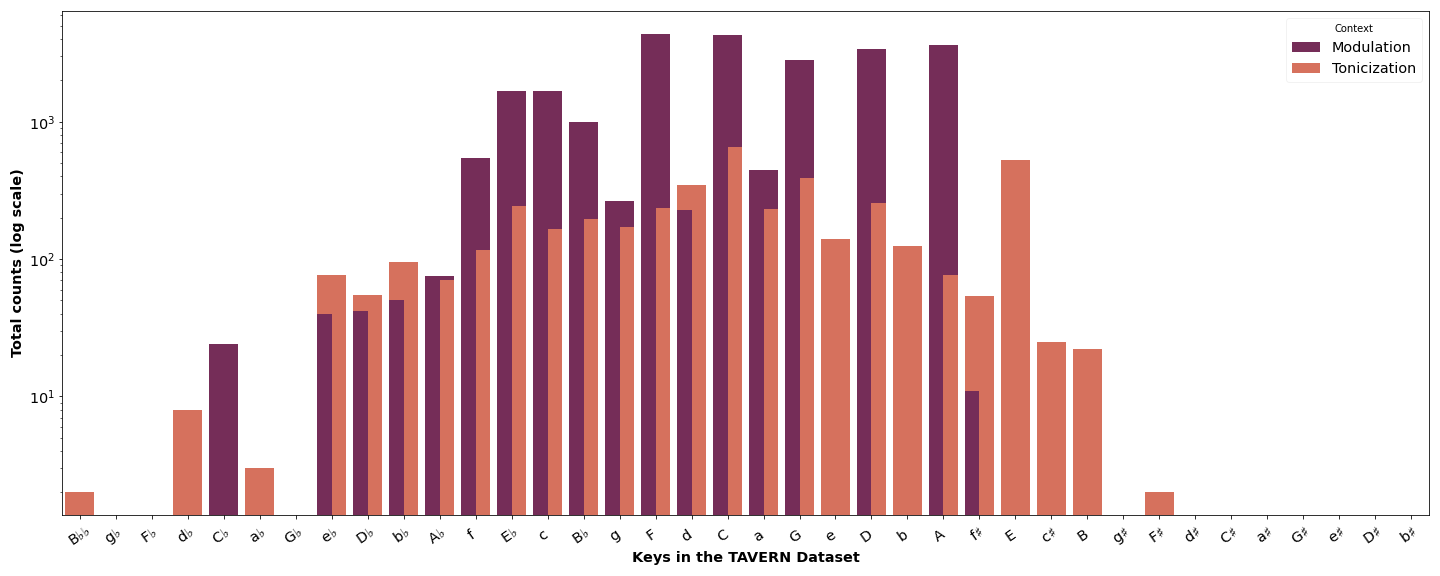 Context
Modulation
Tonicization
Total counts (log scale)
10³
10²
10¹
B♭♭ g♭ F♭ d♭ C♭ a♭ G♭ e♭ D♭ b♭ A♭ f E♭ c B♭ g F d C a G e D b A f♯ E c♯ B g♯ F♯ d♯ C♯ a♯ G♯ e♯ D♯ b♯
Keys in the TAVERN Dataset